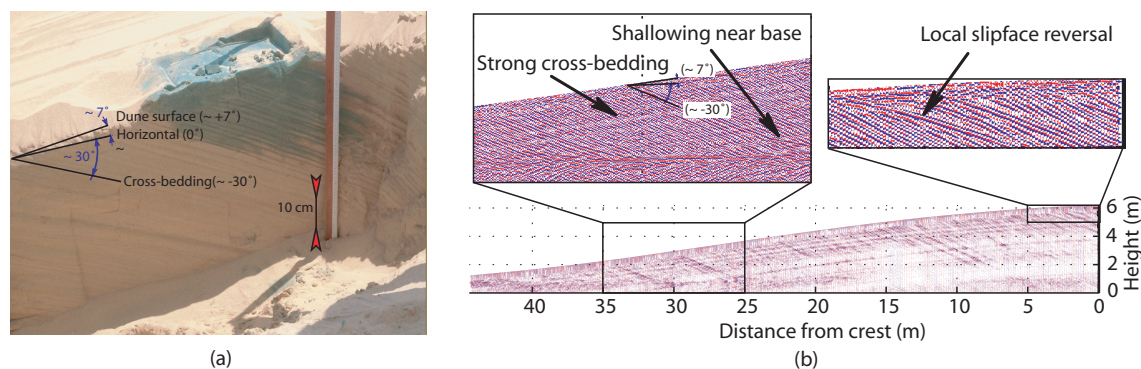 ~ 7˚
Dune surface (~ +7˚)
Horizontal (0˚)
~
~ 30˚
Cross-bedding(~ -30˚)
10 cm
(a)
Shallowing near base
Strong cross-bedding
(~ 7˚)
(~ -30˚)
Local slipface reversal
6
4
2
0
Height (m)
40 35 30 25 20 15 10 5 0
Distance from crest (m)
(b)